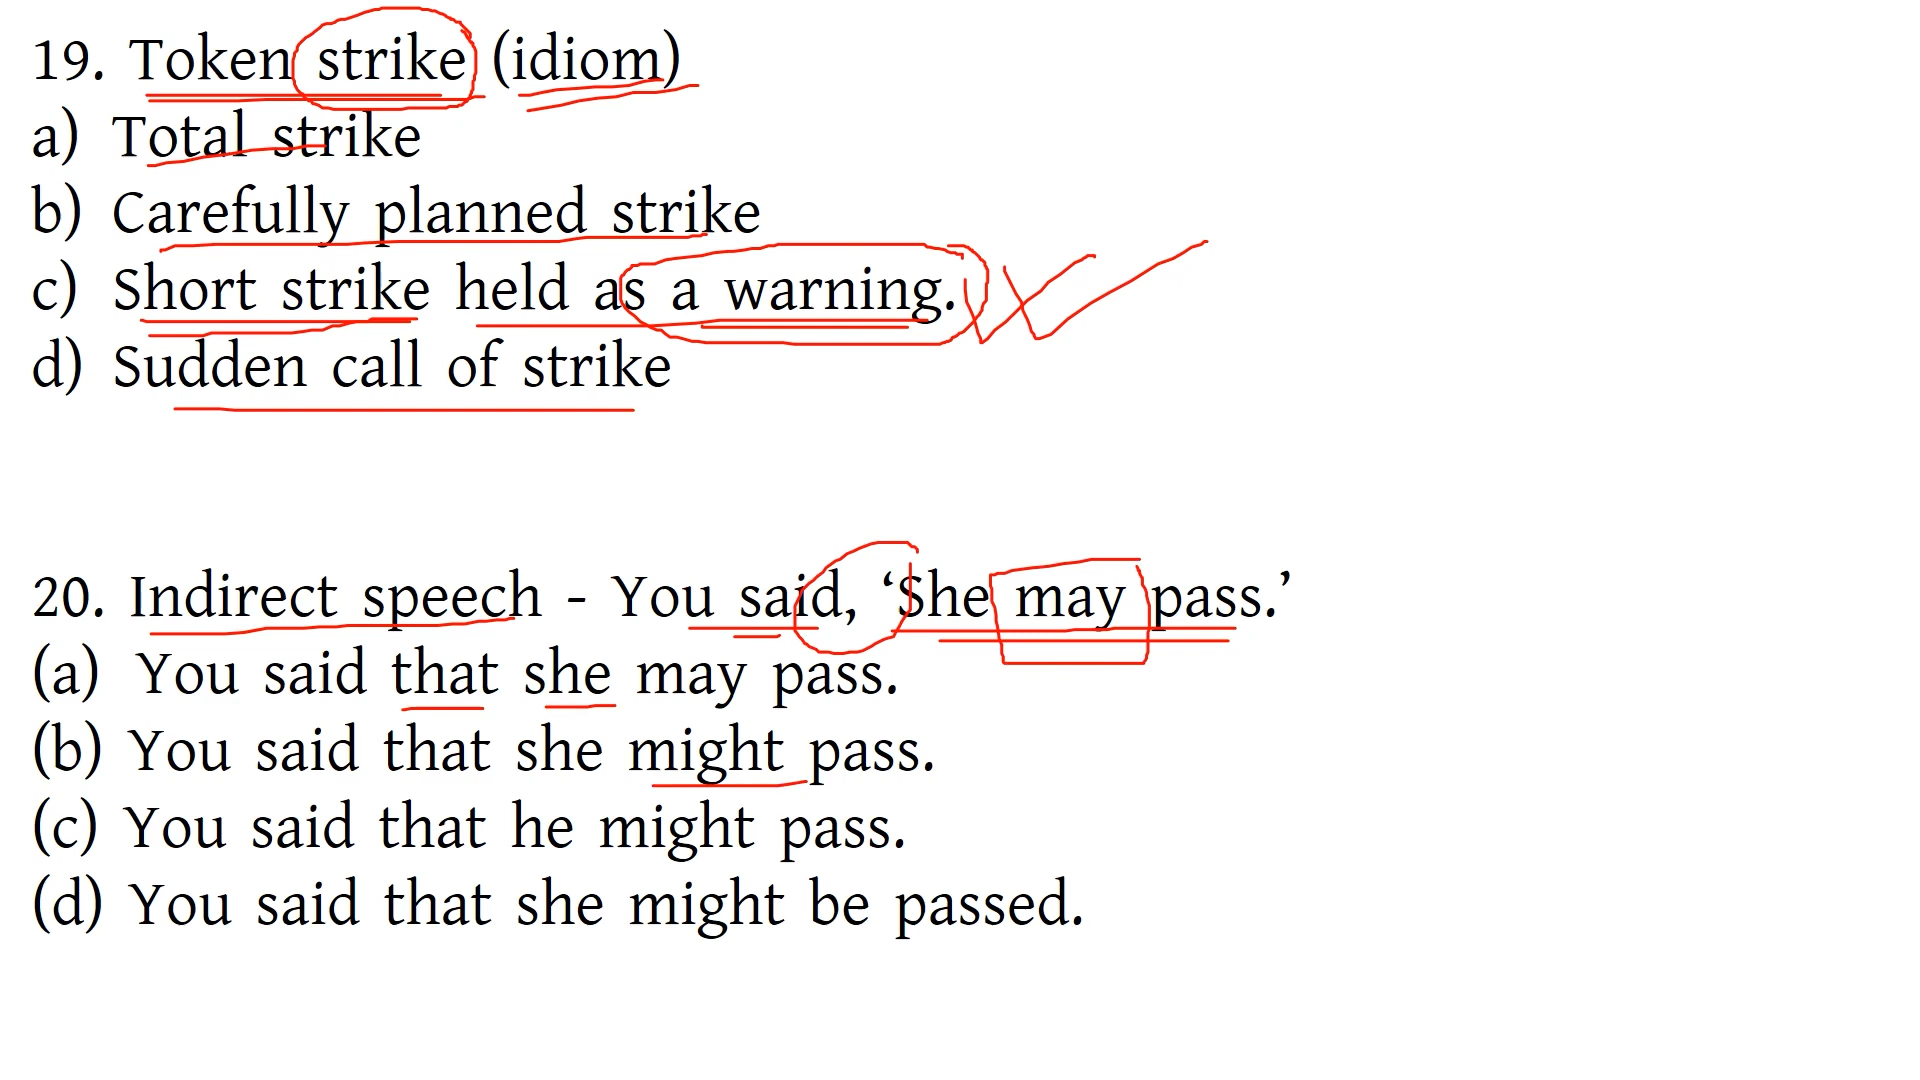 19. Token strike (idiom)
a) Total strike
b) Carefully planned strike
c) Short strike held as a warning.
d) Sudden call of strike
20. Indirect speech - You said, ‘She may pass.’
(a) You said that she may pass.
(b) You said that she might pass.
(c) You said that he might pass.
(d) You said that she might be passed.